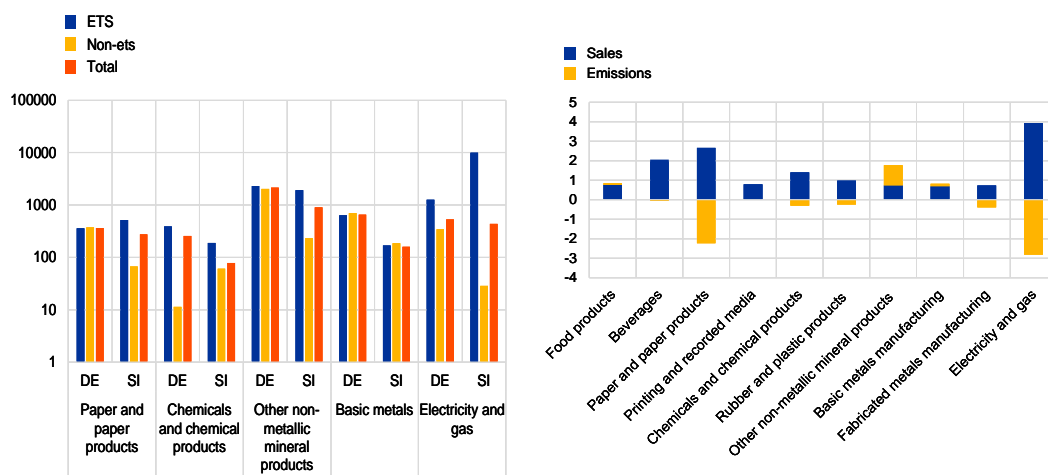 ETS
Non-ets
Total
100000
10000
1000
100
10
1
DE
SI
DE
SI
DE
SI
DE
SI
DE
SI
Paper and
paper
products
Chemicals
and chemical
products
Other non-
metallic
mineral
products
Basic metals
Electricity and
gas
Sales
Emissions
5
4
3
2
1
0
-1
-2
-3
-4
Food products
Beverages
Paper and paper products
Printing and recorded media
Chemicals and chemical products
Rubber and plastic products
Other non-metallic mineral products
Basic metals manufacturing
Fabricated metals manufacturing
Electricity and gas